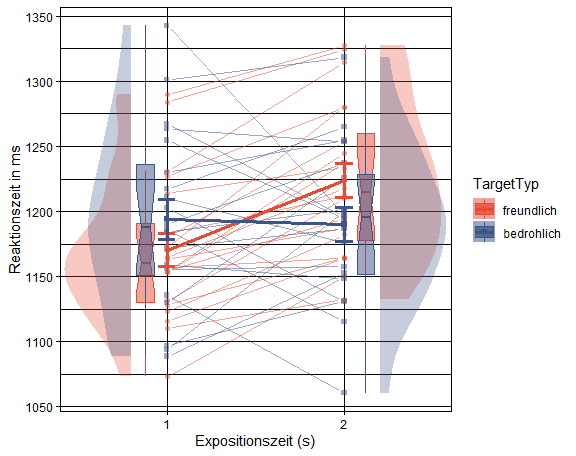 Reaktionszeit in ms
1350
1300
1250
1200
1150
1100
1050
1
2
Expositionszeit (s)
TargetTyp
freundlich
bedrohlich